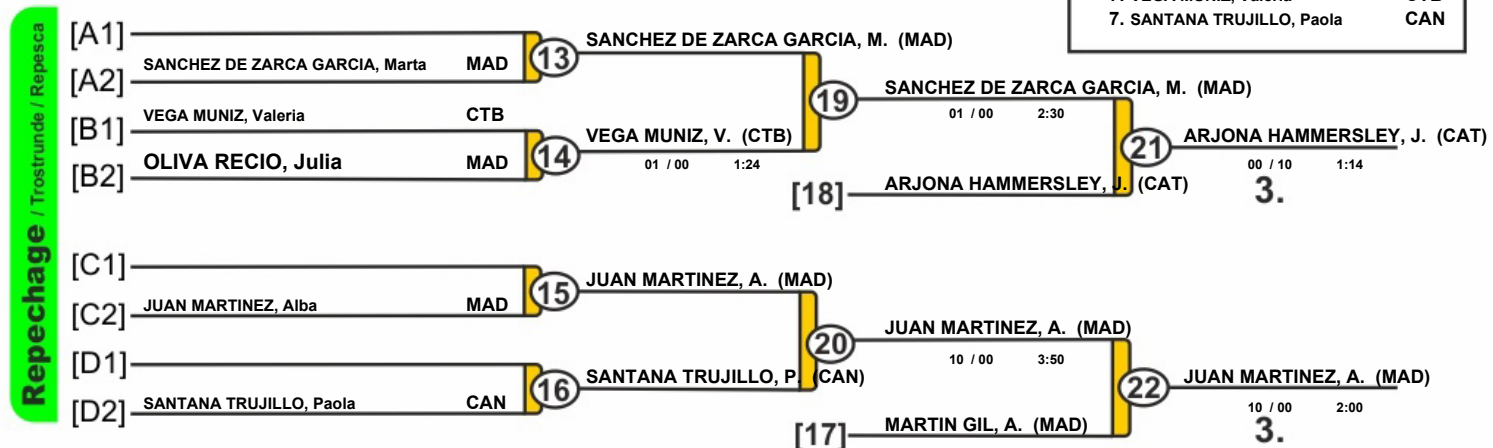 7. VEGA MUNIZ, Valeria CTB
7. SANTANA TRUJILLO, Paola CAN
Repechage / Trostrunde / Repesca
[A1]
SANCHEZ DE ZARCA GARCIA, Marta MAD
[A2]
13
SANCHEZ DE ZARCA GARCIA, M. (MAD)
VEGA MUNIZ, Valeria CTB
[B1]
OLIVA RECIO, Julia MAD
[B2]
14
VEGA MUNIZ, V. (CTB)
01 / 00 1:24
19
SANCHEZ DE ZARCA GARCIA, M. (MAD)
01 / 00 2:30
[18]
ARJONA HAMMERSLEY, J. (CAT)
21
ARJONA HAMMERSLEY, J. (CAT)
00 / 10 1:14
3.
[C1]
JUAN MARTINEZ, Alba MAD
[C2]
15
JUAN MARTINEZ, A. (MAD)
[D1]
SANTANA TRUJILLO, Paola CAN
[D2]
16
SANTANA TRUJILLO, P. (CAN)
20
JUAN MARTINEZ, A. (MAD)
10 / 00 3:50
[17]
MARTIN GIL, A. (MAD)
22
JUAN MARTINEZ, A. (MAD)
10 / 00 2:00
3.